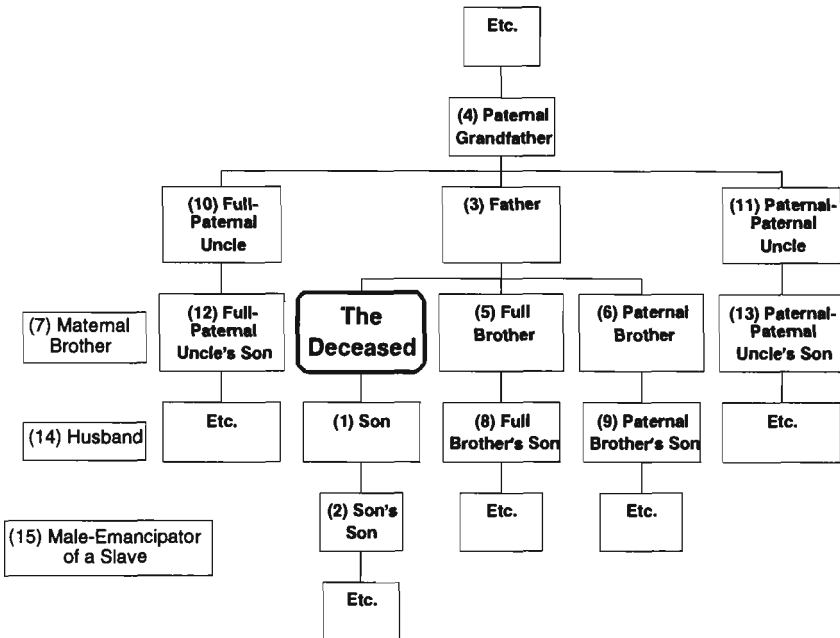 Etc.
(4) Paternal
Grandfather
(10) Full-
Paternal
Uncle
(3) Father
(11) Paternal-
Paternal
Uncle
(7) Maternal
Brother
(12) Full-
Paternal
Uncle's Son
The
Deceased
(5) Full
Brother
(6) Paternal
Brother
(13) Paternal-
Paternal
Uncle's Son
(14) Husband
Etc.
(1) Son
(8) Full
Brother's Son
(9) Paternal
Brother's Son
Etc.
(15) Male-Emancipator
of a Slave
(2) Son's
Son
Etc.
Etc.
Etc.